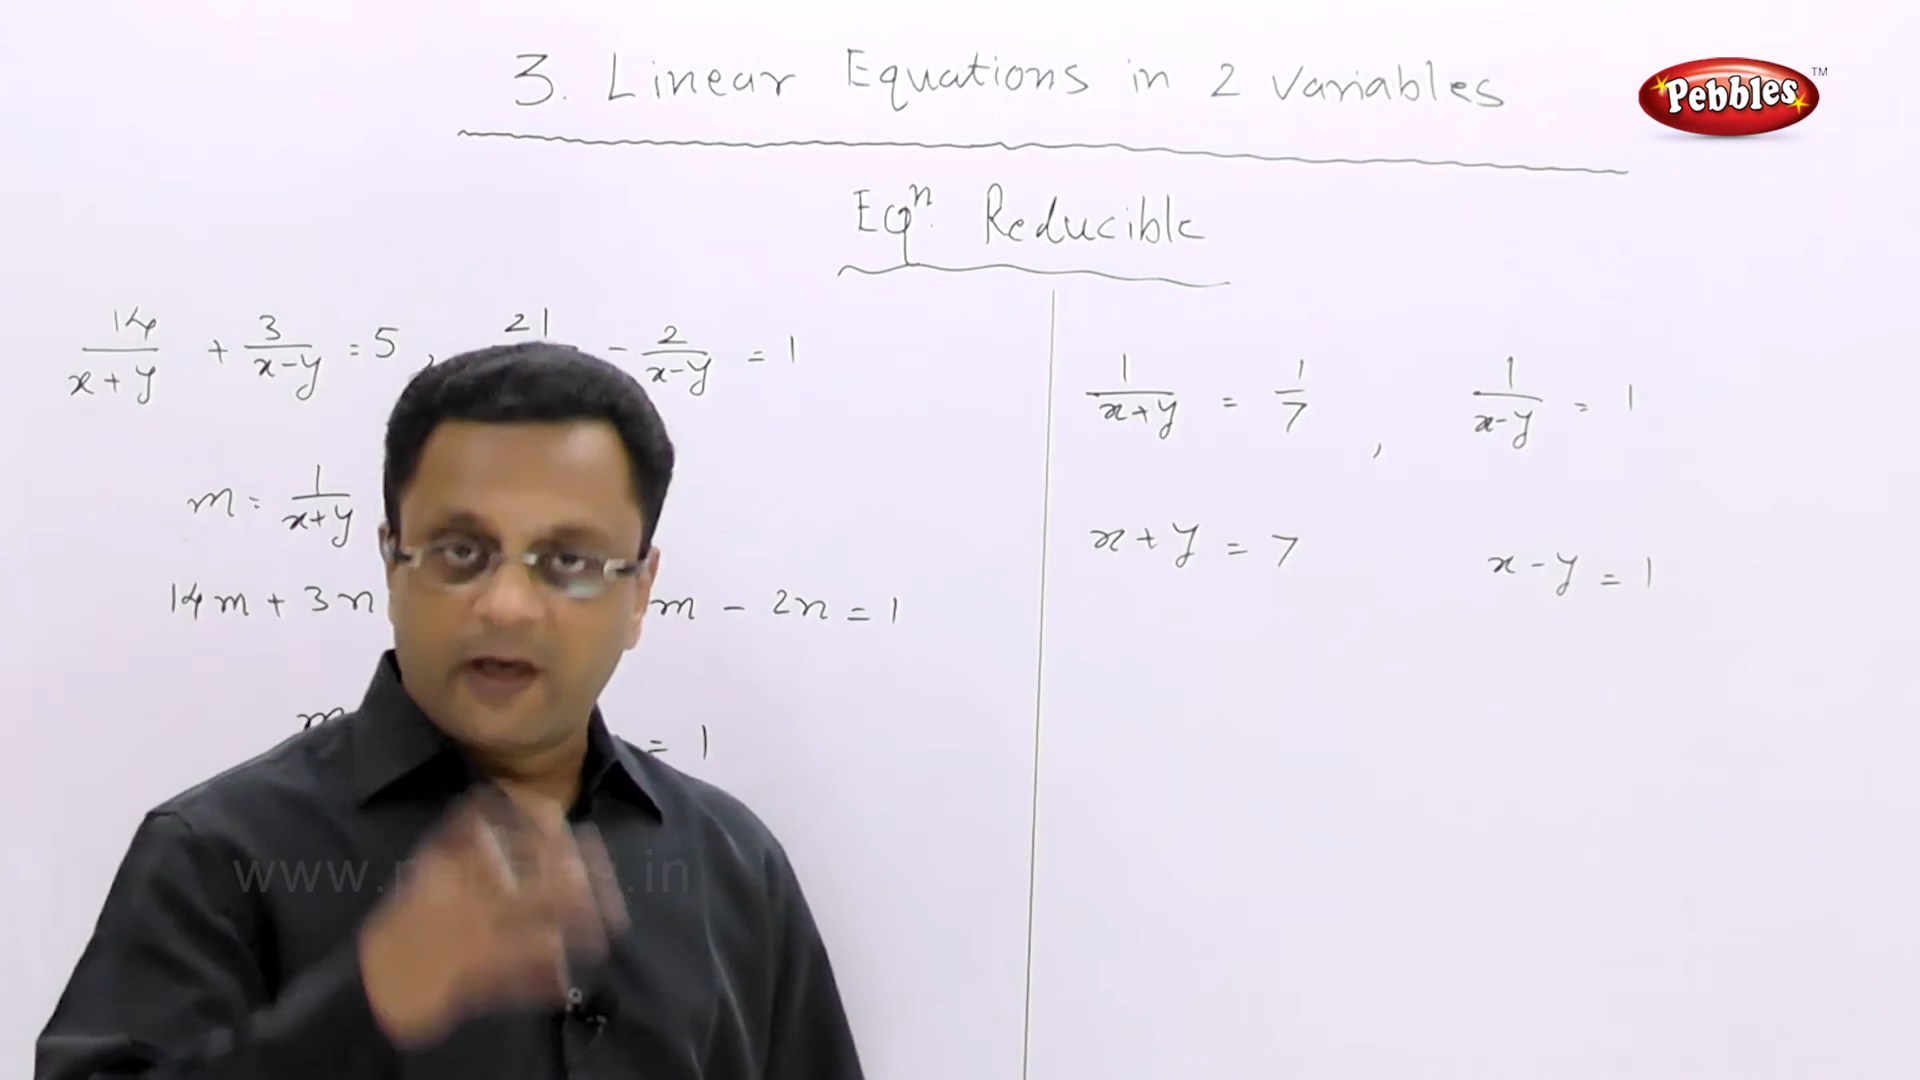 3. Linear Equations in 2 Variables
Pebbles TM
Eqn. Reducible
14/x+y + 3/x-y = 5, 21 - 2/x-y = 1
m = 1/x+y
14m + 3n m - 2n = 1
m = 1
www.pebbles.in
1/x+y = 1/7 , 1/x-y = 1
x + y = 7 x - y = 1